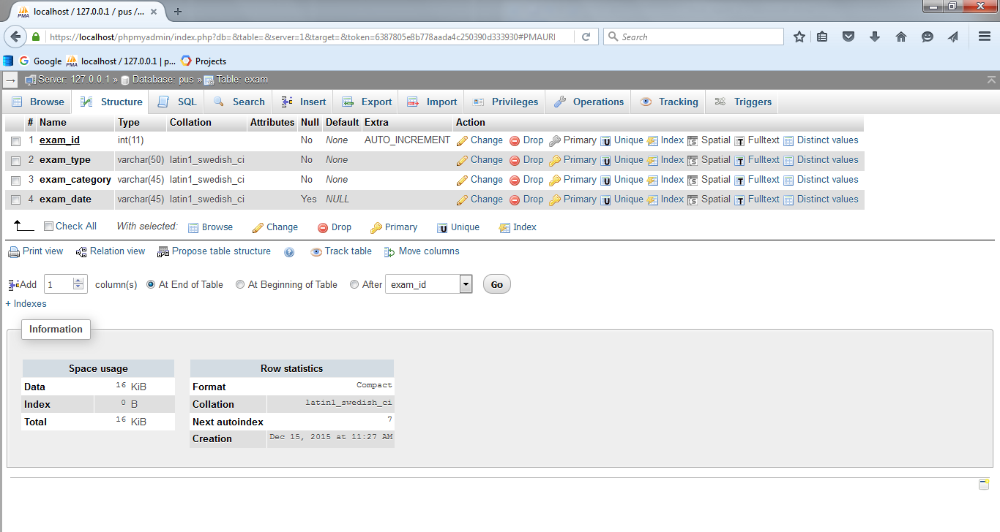 localhost / 127.0.0.1 / pus /...
https://localhost/phpmyadmin/index.php?db=&table=&server=1&target=&token=6387805e8b778aada4c250390d333930#PMAURI
Search
Google localhost / 127.0.0.1 | p... Projects
Server: 127.0.0.1 » Database: pus » Table: exam
Browse Structure SQL Search Insert Export Import Privileges Operations Tracking Triggers
# Name Type Collation Attributes Null Default Extra Action
1 exam_id int(11) No None AUTO_INCREMENT Change Drop Primary Unique Index Spatial Fulltext Distinct values
2 exam_type varchar(50) latin1_swedish_ci No None Change Drop Primary Unique Index Spatial Fulltext Distinct values
3 exam_category varchar(45) latin1_swedish_ci No None Change Drop Primary Unique Index Spatial Fulltext Distinct values
4 exam_date varchar(45) latin1_swedish_ci Yes NULL Change Drop Primary Unique Index Spatial Fulltext Distinct values
Check All With selected: Browse Change Drop Primary Unique Index
Print view Relation view Propose table structure Track table Move columns
Add 1 column(s) At End of Table At Beginning of Table After exam_id Go
+ Indexes
Information
Space usage
Data 16 KiB
Index 0 B
Total 16 KiB
Row statistics
Format Compact
Collation latin1_swedish_ci
Next autoindex 7
Creation Dec 15, 2015 at 11:27 AM